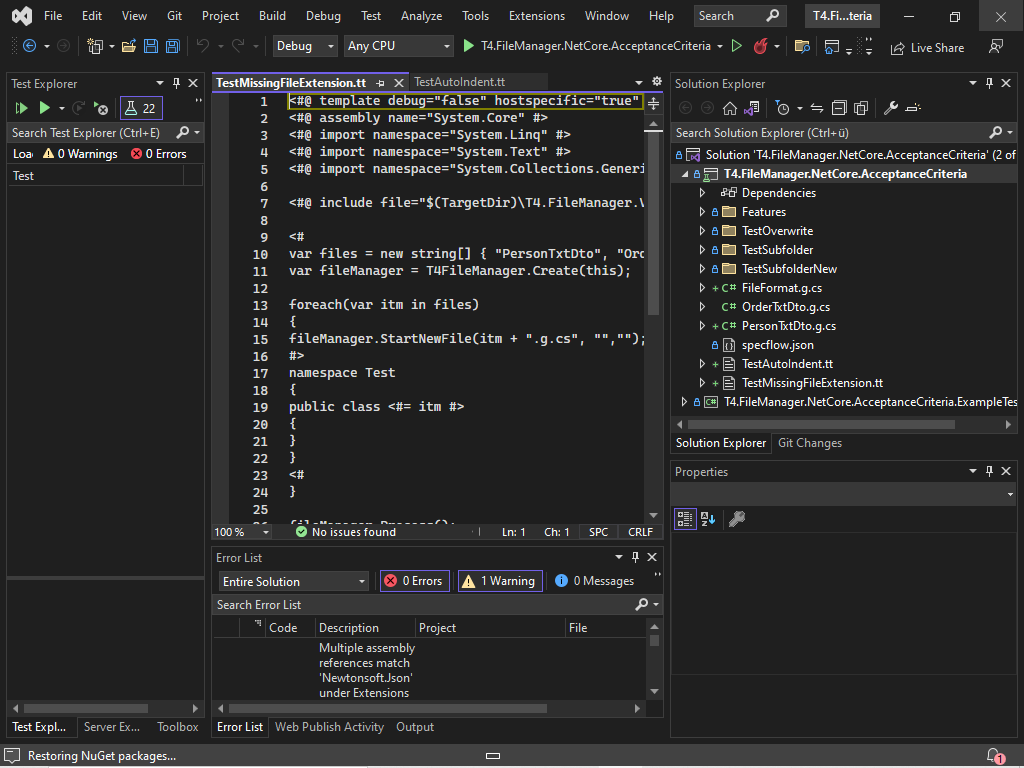 File Edit View Git Project Build Debug Test Analyze Tools Extensions Window Help Search T4.Fi...teria
Debug Any CPU T4.FileManager.NetCore.AcceptanceCriteria Live Share
Test Explorer
22
Search Test Explorer (Ctrl+E)
Loa 0 Warnings 0 Errors
Test
TestMissingFileExtension.tt TestAutoIndent.tt
1 <#@ template debug="false" hostspecific="true"
2 <#@ assembly name="System.Core" #>
3 <#@ import namespace="System.Linq" #>
4 <#@ import namespace="System.Text" #>
5 <#@ import namespace="System.Collections.Generi
6
7 <#@ include file="$(TargetDir)\T4.FileManager.V
8
9 <#
10 var files = new string[] { "PersonTxtDto", "Ord
11 var fileManager = T4FileManager.Create(this);
12
13 foreach(var itm in files)
14 {
15 fileManager.StartNewFile(itm + ".g.cs", "","");
16 #>
17 namespace Test
18 {
19 public class <#= itm #>
20 {
21 }
22 }
23 <#
24 }
25
26 fileManager.Process();
100 % No issues found Ln: 1 Ch: 1 SPC CRLF
Error List
Entire Solution 0 Errors 1 Warning 0 Messages
Search Error List
Code Description Project File
Multiple assembly
references match
'Newtonsoft.Json'
under Extensions
Test Expl... Server Ex... Toolbox
Error List Web Publish Activity Output
Solution Explorer
Search Solution Explorer (Ctrl+ü)
Solution 'T4.FileManager.NetCore.AcceptanceCriteria' (2 of
T4.FileManager.NetCore.AcceptanceCriteria
Dependencies
Features
TestOverwrite
TestSubfolder
TestSubfolderNew
C# FileFormat.g.cs
C# OrderTxtDto.g.cs
C# PersonTxtDto.g.cs
specflow.json
TestAutoIndent.tt
TestMissingFileExtension.tt
C# T4.FileManager.NetCore.AcceptanceCriteria.ExampleTes
Solution Explorer Git Changes
Properties
Restoring NuGet packages... 1